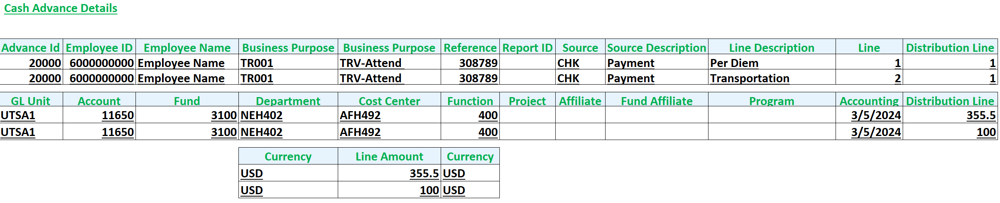 Cash Advance Details
Advance Id Employee ID Employee Name Business Purpose Business Purpose Reference Report ID Source Source Description Line Description Line Distribution Line
20000 6000000000 Employee Name TR001 TRV-Attend 308789 CHK Payment Per Diem 1 1
20000 6000000000 Employee Name TR001 TRV-Attend 308789 CHK Payment Transportation 2 1
GL Unit Account Fund Department Cost Center Function Project Affiliate Fund Affiliate Program Accounting Distribution Line
UTSA1 11650 3100 NEH402 AFH492 400 3/5/2024 355.5
UTSA1 11650 3100 NEH402 AFH492 400 3/5/2024 100
Currency Line Amount Currency
USD 355.5 USD
USD 100 USD